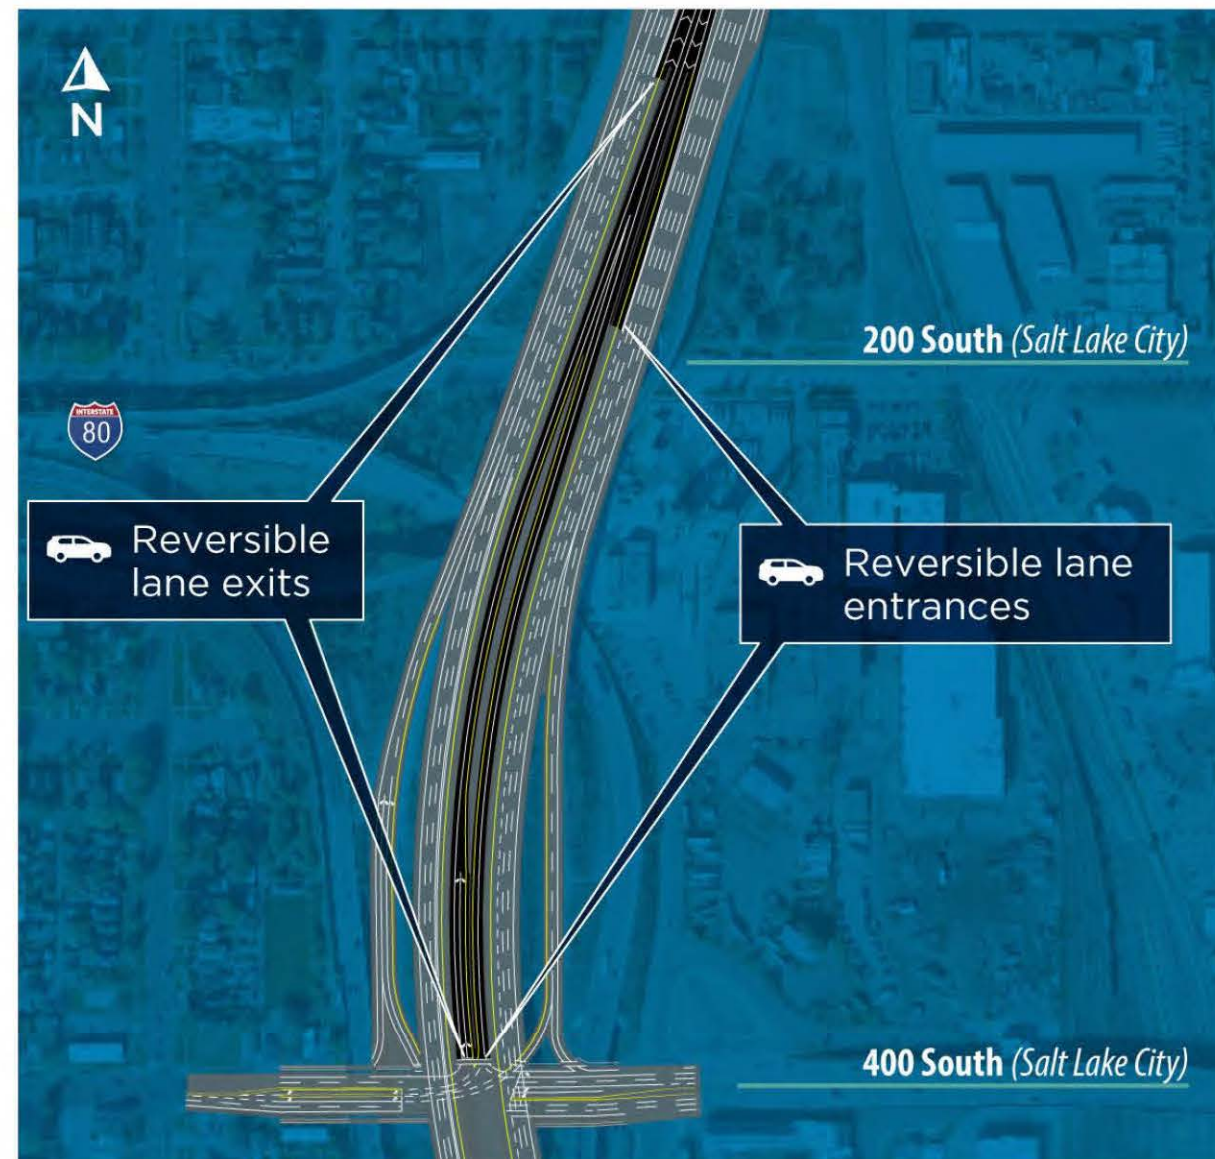 N
200 South (Salt Lake City)
INTERSTATE
80
Reversible
lane exits
Reversible lane
entrances
400 South (Salt Lake City)